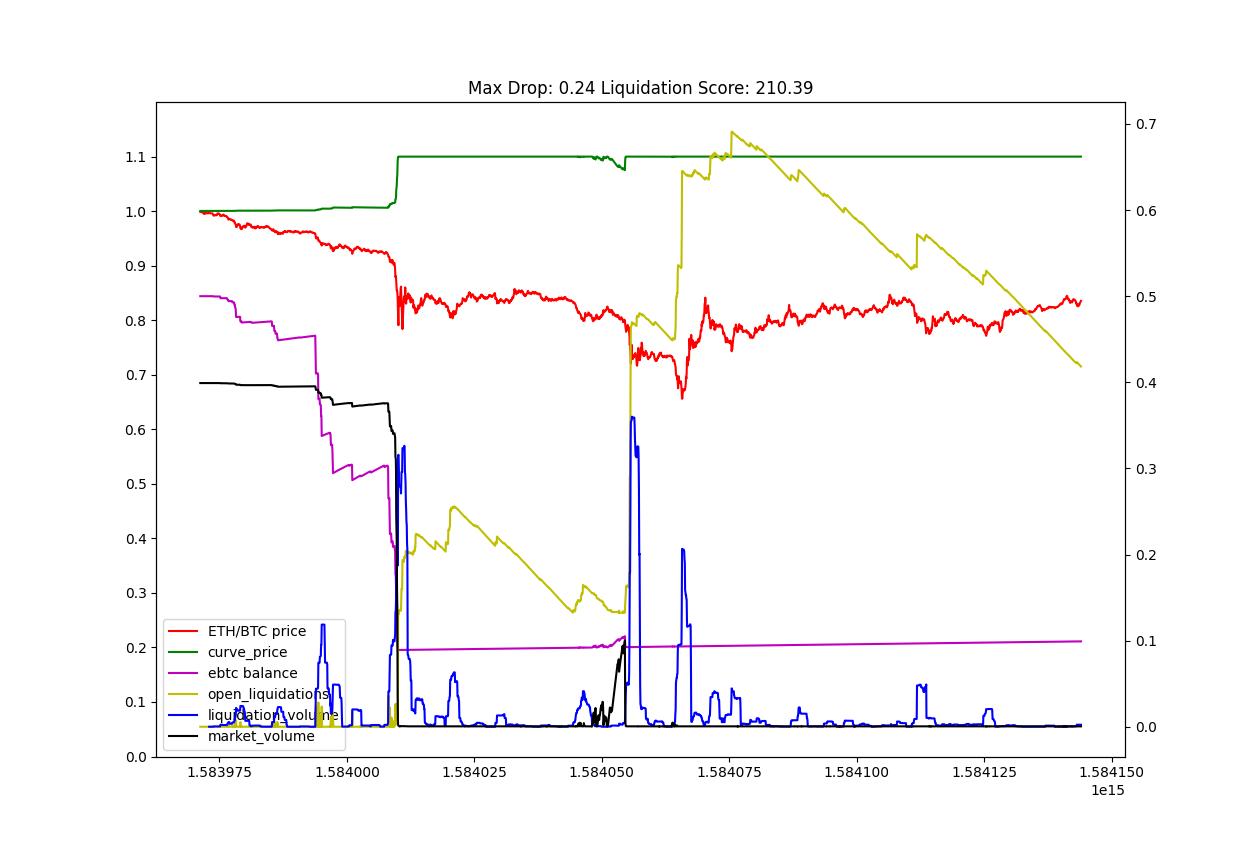 Max Drop: 0.24 Liquidation Score: 210.39
1.1
1.0
0.9
0.8
0.7
0.6
0.5
0.4
0.3
0.2
0.1
0.0
0.7
0.6
0.5
0.4
0.3
0.2
0.1
0.0
ETH/BTC price
curve_price
ebtc balance
open_liquidations
liquidation_volume
market_volume
1.583975 1.584000 1.584025 1.584050 1.584075 1.584100 1.584125 1.584150
1e15